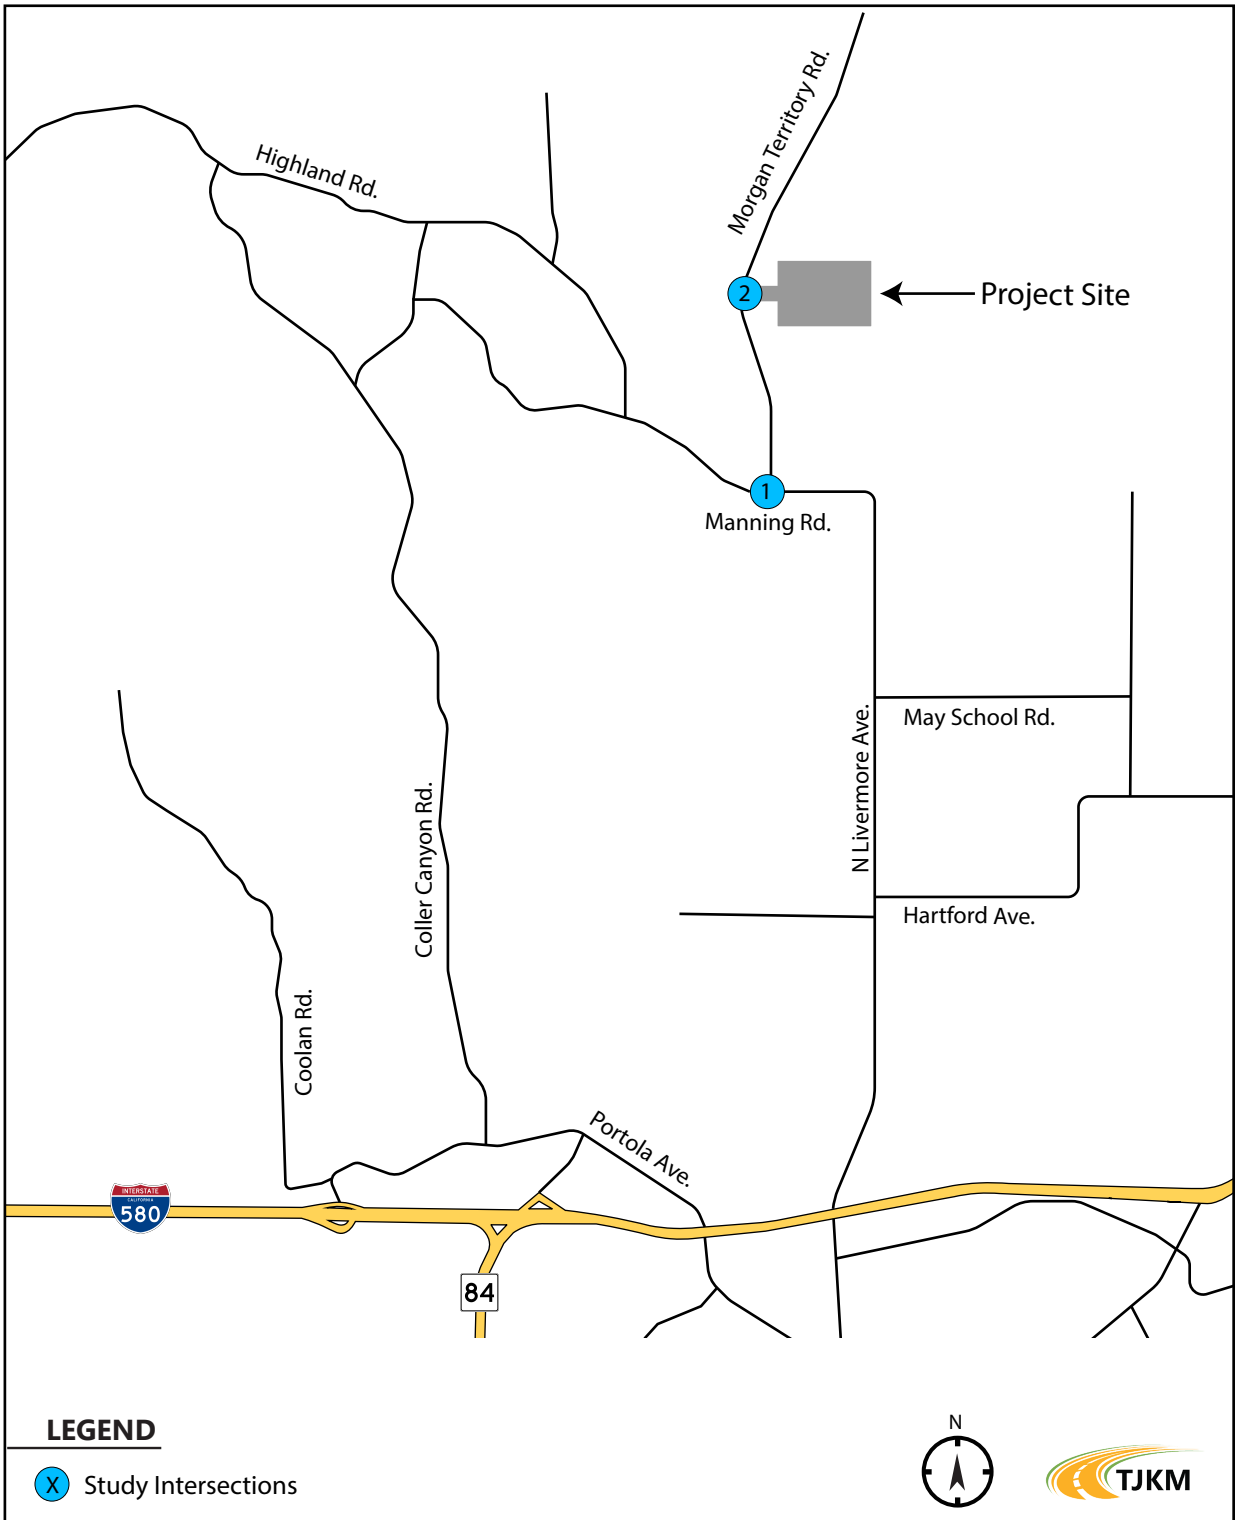 Morgan Territory Rd.
Highland Rd.
2
Project Site
1
Manning Rd.
May School Rd.
N Livermore Ave.
Coller Canyon Rd.
Hartford Ave.
Coolan Rd.
Portola Ave.
INTERSTATE
CALIFORNIA
580
84
LEGEND
X Study Intersections
N
TJKM